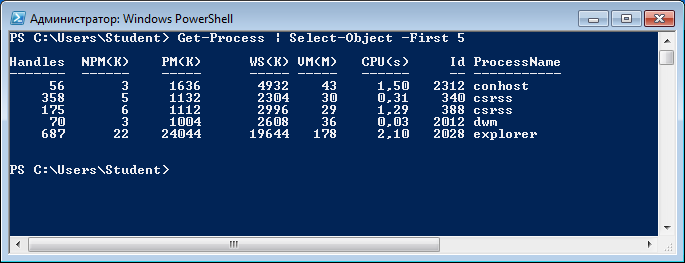 Администратор: Windows PowerShell
PS C:\Users\Student> Get-Process | Select-Object -First 5
Handles  NPM(K)    PM(K)      WS(K) VM(M)   CPU(s)     Id ProcessName
-------  ------    -----      ----- -----   ------     -- -----------
     56       3     1636       4932    43     1,50   2312 conhost
    358       5     1132       2304    30     0,31    340 csrss
    175       6     1112       2996    29     1,29    388 csrss
     70       3     1004       2608    36     0,03   2012 dwm
    687      22    24044      19644   178     2,10   2028 explorer
PS C:\Users\Student>